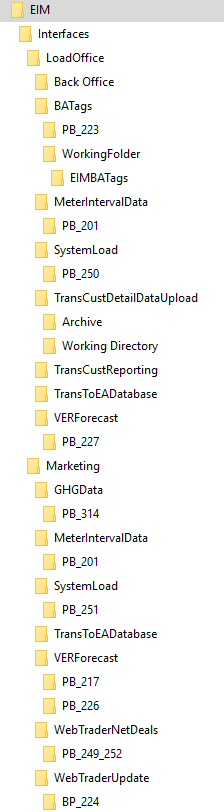 EIM
Interfaces
LoadOffice
Back Office
BATags
PB_223
WorkingFolder
EIMBATags
MeterIntervalData
PB_201
SystemLoad
PB_250
TransCustDetailDataUpload
Archive
Working Directory
TransCustReporting
TransToEADatabase
VERForecast
PB_227
Marketing
GHGData
PB_314
MeterIntervalData
PB_201
SystemLoad
PB_251
TransToEADatabase
VERForecast
PB_217
PB_226
WebTraderNetDeals
PB_249_252
WebTraderUpdate
BP_224